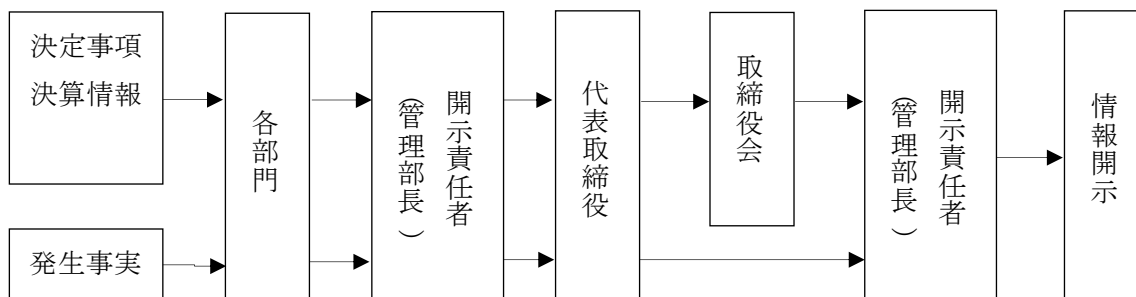 決定事項
決算情報
発生事実
各部門
開示責任者
（管理部長）
代表取締役
取締役会
開示責任者
（管理部長）
情報開示